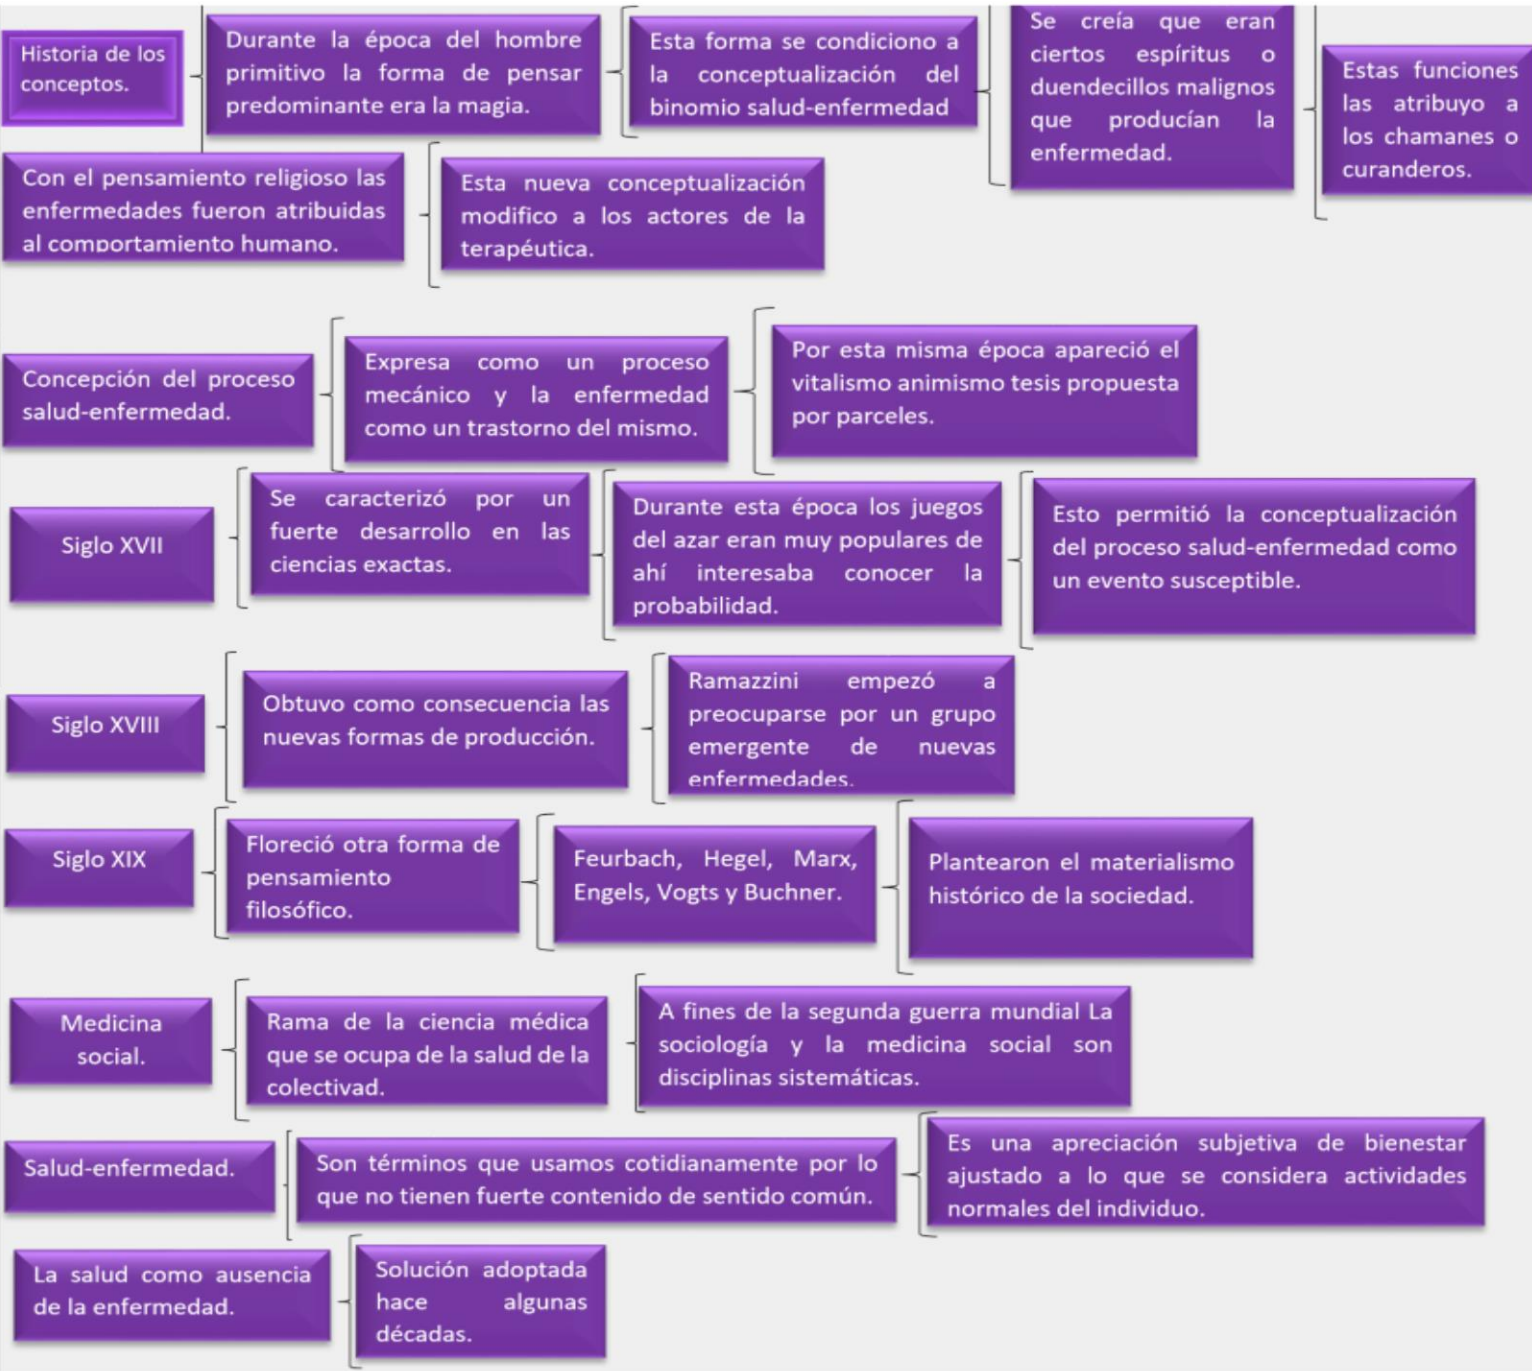 Historia de los
conceptos.
Durante la época del hombre
primitivo la forma de pensar
predominante era la magia.
Esta forma se condiciono a
la conceptualización del
binomio salud-enfermedad
Se creía que eran
ciertos espíritus o
duendecillos malignos
que producían la
enfermedad.
Estas funciones
las atribuyo a
los chamanes o
curanderos.
Con el pensamiento religioso las
enfermedades fueron atribuidas
al comportamiento humano.
Esta nueva conceptualización
modifico a los actores de la
terapéutica.
Concepción del proceso
salud-enfermedad.
Expresa como un proceso
mecánico y la enfermedad
como un trastorno del mismo.
Por esta misma época apareció el
vitalismo animismo tesis propuesta
por parceles.
Siglo XVII
Se caracterizó por un
fuerte desarrollo en las
ciencias exactas.
Durante esta época los juegos
del azar eran muy populares de
ahí interesaba conocer la
probabilidad.
Esto permitió la conceptualización
del proceso salud-enfermedad como
un evento susceptible.
Siglo XVIII
Obtuvo como consecuencia las
nuevas formas de producción.
Ramazzini empezó a
preocuparse por un grupo
emergente de nuevas
enfermedades.
Siglo XIX
Floreció otra forma de
pensamiento
filosófico.
Feurbach, Hegel, Marx,
Engels, Vogts y Buchner.
Plantearon el materialismo
histórico de la sociedad.
Medicina
social.
Rama de la ciencia médica
que se ocupa de la salud de la
colectivad.
A fines de la segunda guerra mundial La
sociología y la medicina social son
disciplinas sistemáticas.
Salud-enfermedad.
Son términos que usamos cotidianamente por lo
que no tienen fuerte contenido de sentido común.
Es una apreciación subjetiva de bienestar
ajustado a lo que se considera actividades
normales del individuo.
La salud como ausencia
de la enfermedad.
Solución adoptada
hace algunas
décadas.